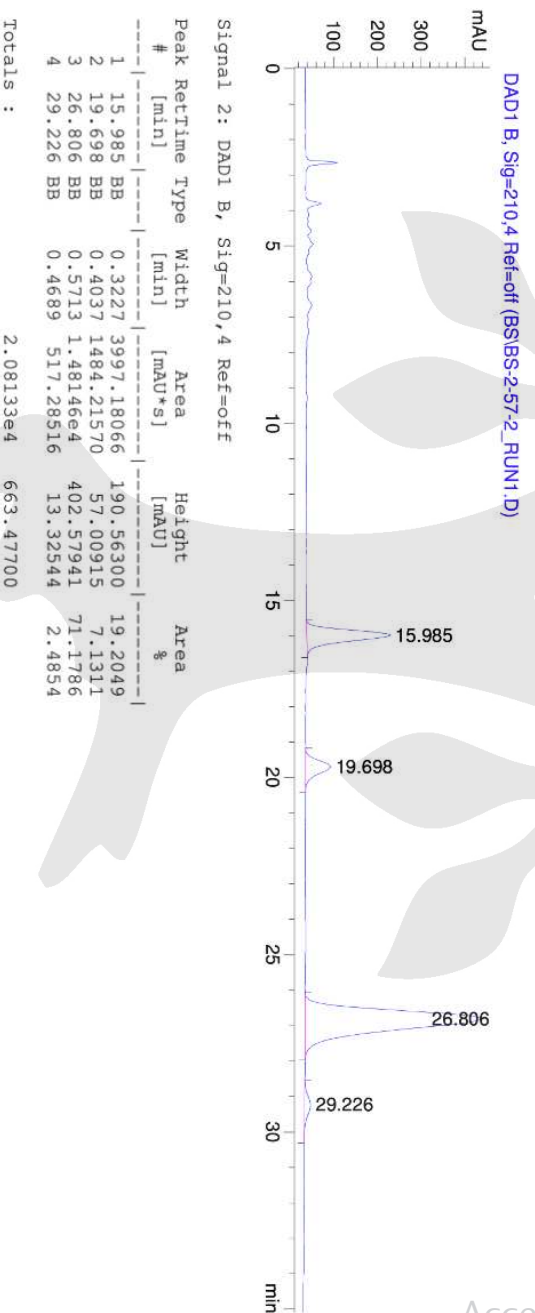 DAD1 B, Sig=210,4 Ref=off (BS\BS-2-57-2_RUN1.D)
mAU
300
200
100
0
5
10
15
20
25
30
min
15.985
19.698
26.806
29.226
Signal 2: DAD1 B, Sig=210,4 Ref=off
Peak RetTime Type Width Area Height Area
# [min] [min] [mAU*s] [mAU] %
----|-------|----|-------|----------|----------|--------|
1 15.985 BB 0.3227 3997.18066 190.56300 19.2049
2 19.698 BB 0.4037 1484.21570 57.00915 7.1311
3 26.806 BB 0.5713 1.48146e4 402.57941 71.1786
4 29.226 BB 0.4689 517.28516 13.32544 2.4854
Totals : 2.08133e4 663.47700
Acce